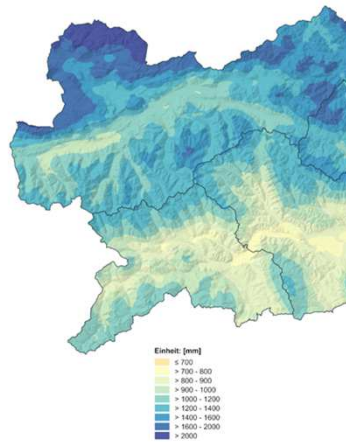 Einheit: [mm]
≤ 700
> 700 - 800
> 800 - 900
> 900 - 1000
> 1000 - 1200
> 1200 - 1400
> 1400 - 1600
> 1600 - 2000
> 2000